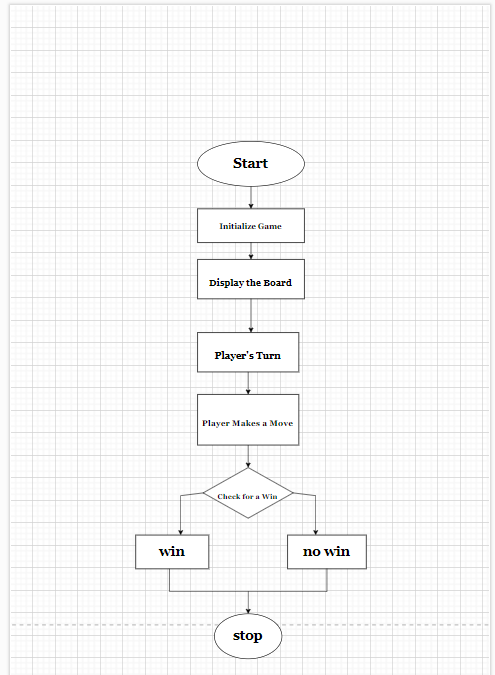 Start
Initialize Game
Display the Board
Player's Turn
Player Makes a Move
Check for a Win
win
no win
stop